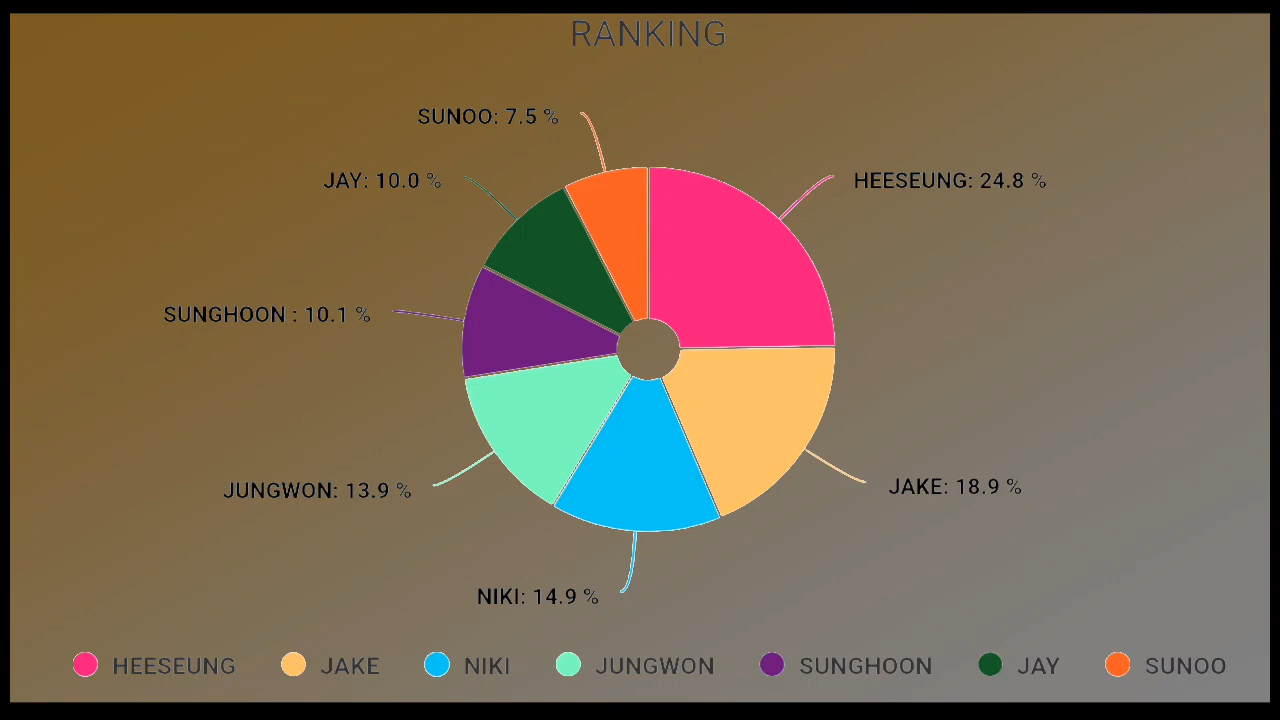 RANKING
SUNOO: 7.5 %
JAY: 10.0 %
HEESEUNG: 24.8 %
SUNGHOON : 10.1 %
JUNGWON: 13.9 %
JAKE: 18.9 %
NIKI: 14.9 %
HEESEUNG JAKE NIKI JUNGWON SUNGHOON JAY SUNOO